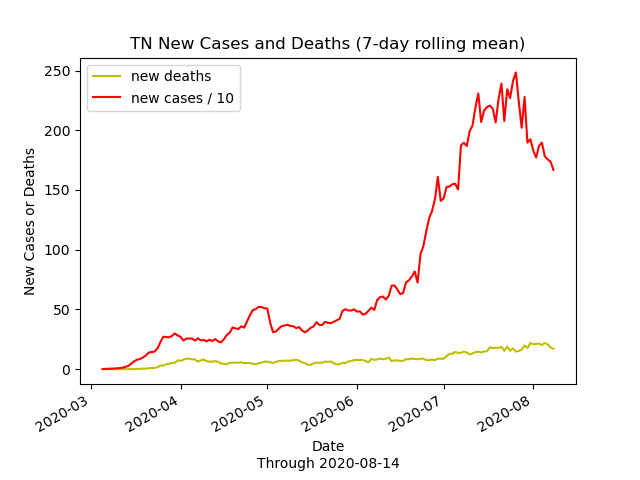 TN New Cases and Deaths (7-day rolling mean)
new deaths
new cases / 10
250
200
150
100
50
0
New Cases or Deaths
2020-03
2020-04
2020-05
2020-06
2020-07
2020-08
Date
Through 2020-08-14